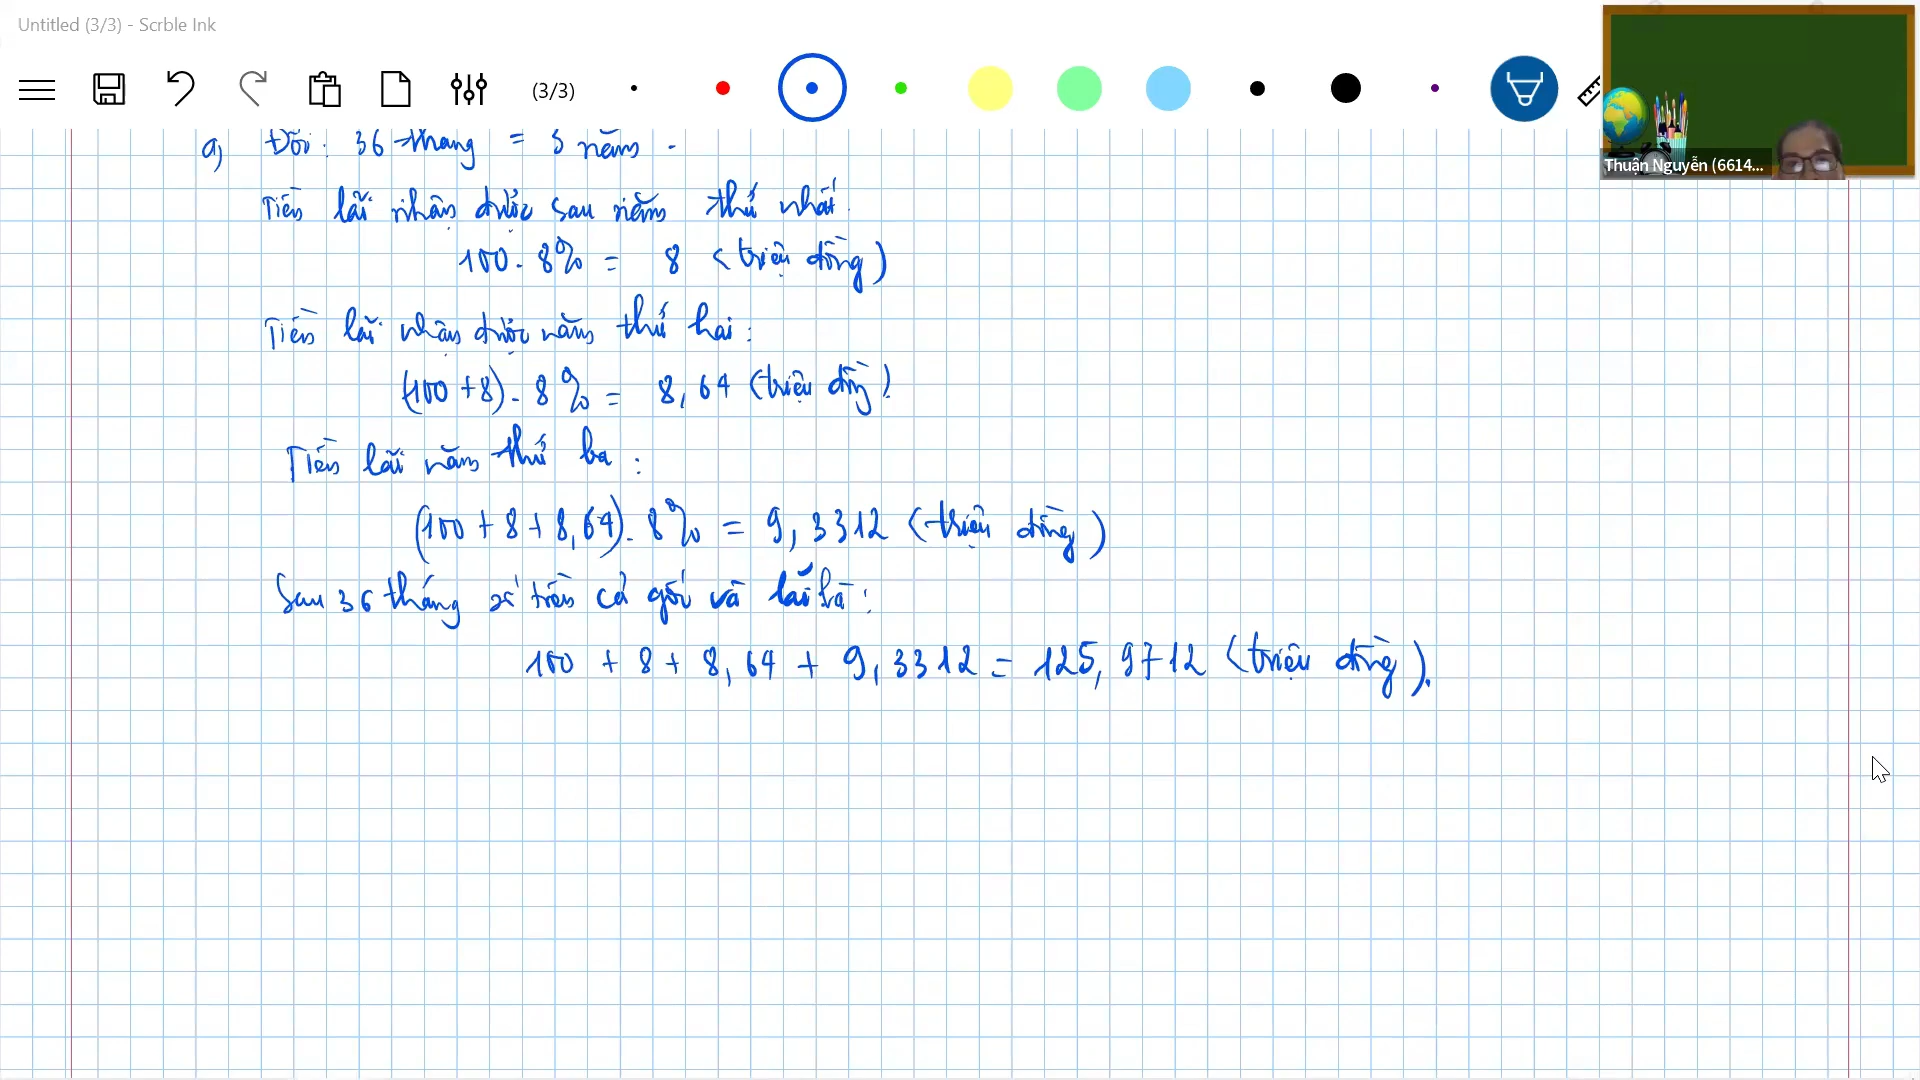 Untitled (3/3) - Scrble Ink
(3/3)
Thuận Nguyễn (6614...
a) Đổi: 36 tháng = 3 năm.
Tiền lãi nhận được sau năm thứ nhất.
100 . 8% = 8 (triệu đồng)
Tiền lãi nhận được năm thứ hai:
(100 + 8) . 8% = 8,64 (triệu đồng).
Tiền lãi năm thứ ba:
(100 + 8 + 8,64) . 8% = 9,3312 (triệu đồng)
Sau 36 tháng số tiền cả gốc và lãi là:
100 + 8 + 8,64 + 9,3312 = 125,9712 (triệu đồng).